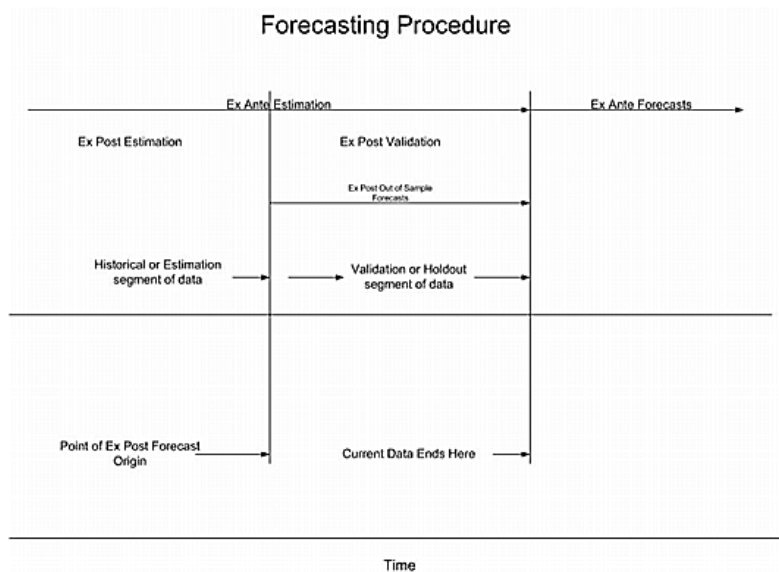 Forecasting Procedure
Ex Ante Estimation
Ex Ante Forecasts
Ex Post Estimation
Ex Post Validation
Ex Post Out of Sample
Forecasts
Historical or Estimation
segment of data
Validation or Holdout
segment of data
Point of Ex Post Forecast
Origin
Current Data Ends Here
Time